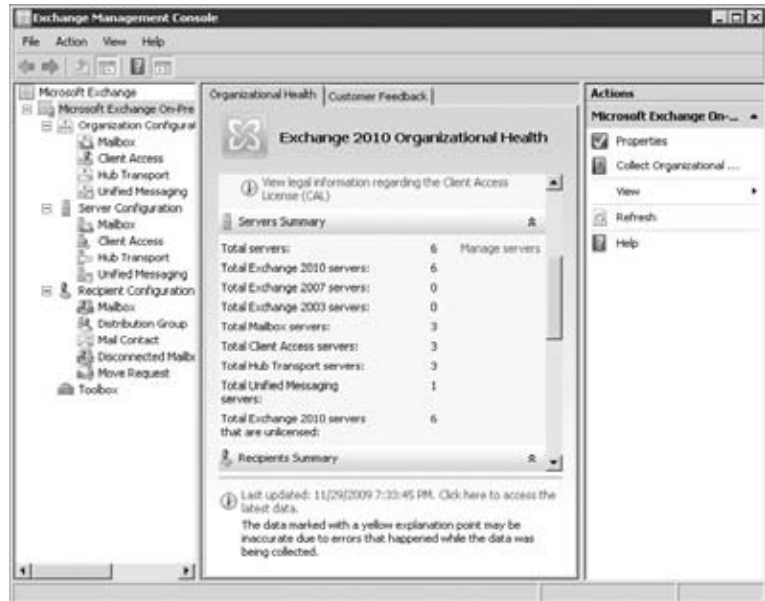 Exchange Management Console
File Action View Help
Microsoft Exchange
Microsoft Exchange On-Pre
Organization Configurat
Mailbox
Client Access
Hub Transport
Unified Messaging
Server Configuration
Mailbox
Client Access
Hub Transport
Unified Messaging
Recipient Configuration
Mailbox
Distribution Group
Mail Contact
Disconnected Mailbo
Move Request
Toolbox
Organizational Health Customer Feedback
Exchange 2010 Organizational Health
View legal information regarding the Client Access
License (CAL)
Servers Summary
Total servers: 6 Manage servers
Total Exchange 2010 servers: 6
Total Exchange 2007 servers: 0
Total Exchange 2003 servers: 0
Total Mailbox servers: 3
Total Client Access servers: 3
Total Hub Transport servers: 3
Total Unified Messaging
servers: 1
Total Exchange 2010 servers
that are unlicensed: 6
Recipients Summary
Last updated: 11/29/2009 7:33:45 PM. Click here to access the
latest data.
The data marked with a yellow explanation point may be
inaccurate due to errors that happened while the data was
being collected.
Actions
Microsoft Exchange On-...
Properties
Collect Organizational ...
View
Refresh
Help